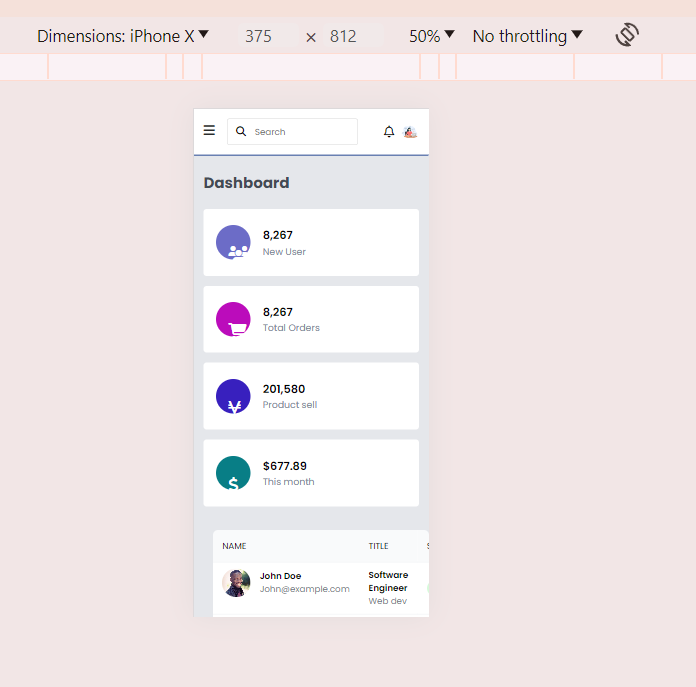 Dimensions: iPhone X 375 × 812 50% No throttling
Search
Dashboard
8,267
New User
8,267
Total Orders
201,580
Product sell
$677.89
This month
NAME TITLE
John Doe
John@example.com
Software
Engineer
Web dev